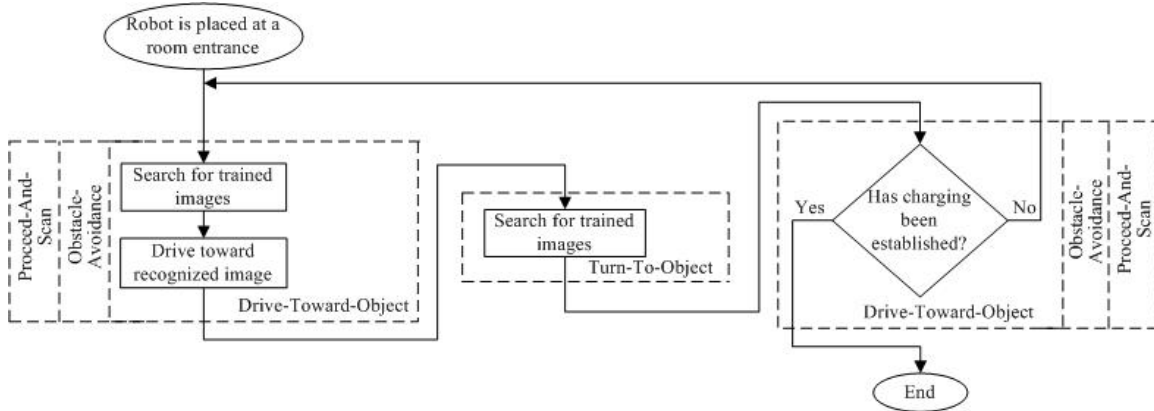 Robot is placed at a
room entrance
Proceed-And-
Scan
Obstacle-
Avoidance
Search for trained
images
Drive toward
recognized image
Drive-Toward-Object
Search for trained
images
Turn-To-Object
Yes
Has charging
been
established?
No
Drive-Toward-Object
Obstacle-
Avoidance
Proceed-And-
Scan
End